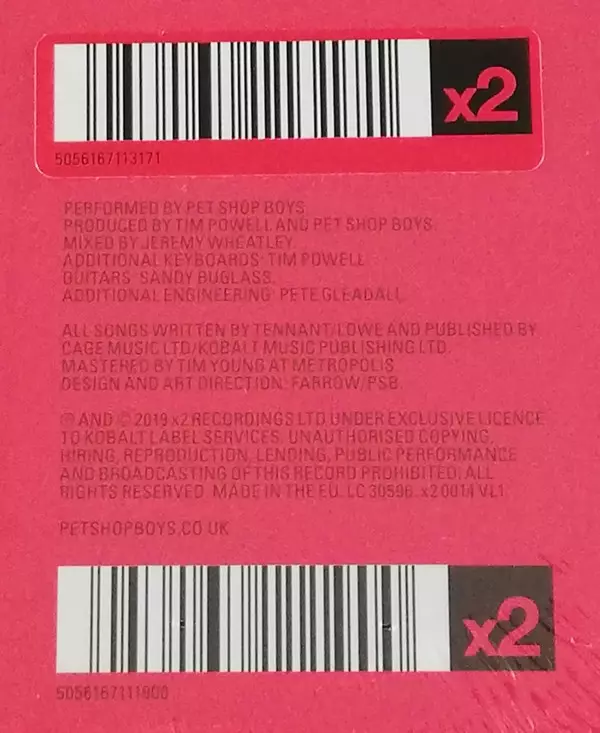 x2
5056167113171
PERFORMED BY PET SHOP BOYS.
PRODUCED BY TIM POWELL AND PET SHOP BOYS.
MIXED BY JEREMY WHEATLEY.
ADDITIONAL KEYBOARDS: TIM POWELL.
GUITARS: SANDY BUGLASS.
ADDITIONAL ENGINEERING: PETE GLEADALL.
ALL SONGS WRITTEN BY TENNANT/LOWE AND PUBLISHED BY
CAGE MUSIC LTD/KOBALT MUSIC PUBLISHING LTD.
MASTERED BY TIM YOUNG AT METROPOLIS.
DESIGN AND ART DIRECTION: FARROW/PSB.
℗ AND © 2019 x2 RECORDINGS LTD UNDER EXCLUSIVE LICENCE
TO KOBALT LABEL SERVICES. UNAUTHORISED COPYING,
HIRING, REPRODUCTION, LENDING, PUBLIC PERFORMANCE
AND BROADCASTING OF THIS RECORD PROHIBITED. ALL
RIGHTS RESERVED. MADE IN THE EU. LC 30596. x20014 VL1.
PETSHOPBOYS.CO.UK
x2
5056167111900